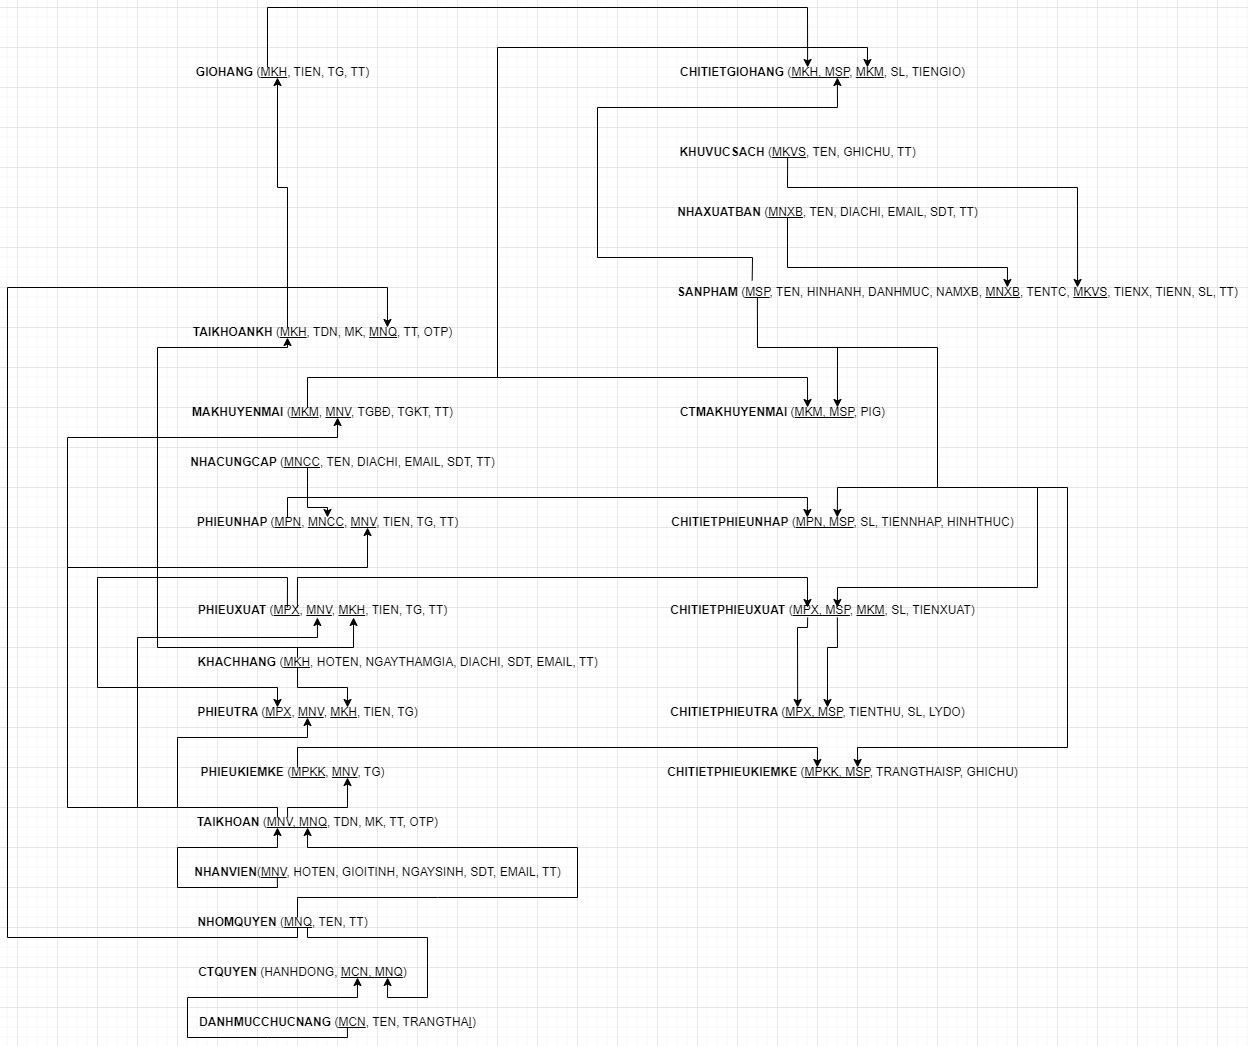 GIOHANG (MKH, TIEN, TG, TT)
CHITIETGIOHANG (MKH, MSP, MKM, SL, TIENGIO)
KHUVUCSACH (MKVS, TEN, GHICHU, TT)
NHAXUATBAN (MNXB, TEN, DIACHI, EMAIL, SDT, TT)
SANPHAM (MSP, TEN, HINHANH, DANHMUC, NAMXB, MNXB, TENTC, MKVS, TIENX, TIENN, SL, TT)
TAIKHOANKH (MKH, TDN, MK, MNQ, TT, OTP)
MAKHUYENMAI (MKM, MNV, TGBĐ, TGKT, TT)
CTMAKHUYENMAI (MKM, MSP, PIG)
NHACUNGCAP (MNCC, TEN, DIACHI, EMAIL, SDT, TT)
PHIEUNHAP (MPN, MNCC, MNV, TIEN, TG, TT)
CHITIETPHIEUNHAP (MPN, MSP, SL, TIENNHAP, HINHTHUC)
PHIEUXUAT (MPX, MNV, MKH, TIEN, TG, TT)
CHITIETPHIEUXUAT (MPX, MSP, MKM, SL, TIENXUAT)
KHACHHANG (MKH, HOTEN, NGAYTHAMGIA, DIACHI, SDT, EMAIL, TT)
PHIEUTRA (MPX, MNV, MKH, TIEN, TG)
CHITIETPHIEUTRA (MPX, MSP, TIENTHU, SL, LYDO)
PHIEUKIEMKE (MPKK, MNV, TG)
CHITIETPHIEUKIEMKE (MPKK, MSP, TRANGTHAISP, GHICHU)
TAIKHOAN (MNV, MNQ, TDN, MK, TT, OTP)
NHANVIEN(MNV, HOTEN, GIOITINH, NGAYSINH, SDT, EMAIL, TT)
NHOMQUYEN (MNQ, TEN, TT)
CTQUYEN (HANHDONG, MCN, MNQ)
DANHMUCCHUCNANG (MCN, TEN, TRANGTHAI)